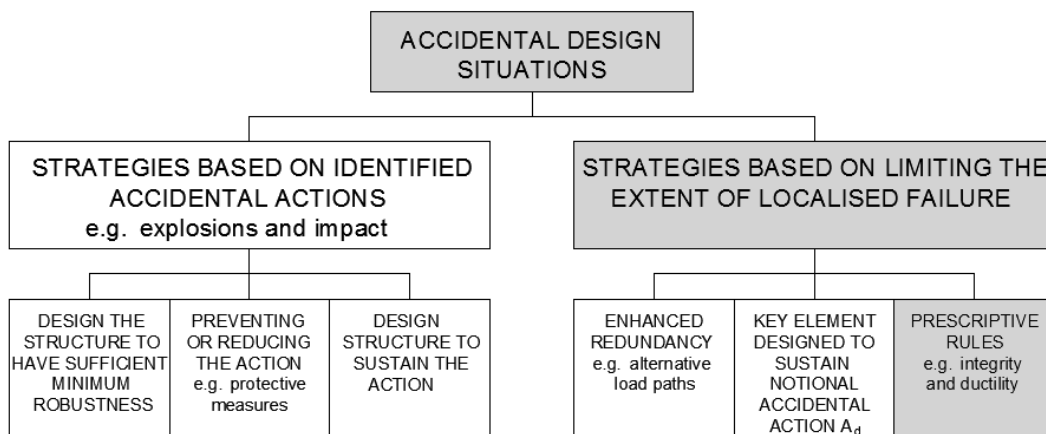 ACCIDENTAL DESIGN
SITUATIONS
STRATEGIES BASED ON IDENTIFIED
ACCIDENTAL ACTIONS
e.g. explosions and impact
STRATEGIES BASED ON LIMITING THE
EXTENT OF LOCALISED FAILURE
DESIGN THE
STRUCTURE TO
HAVE SUFFICIENT
MINIMUM
ROBUSTNESS
PREVENTING
OR REDUCING
THE ACTION
e.g. protective
measures
DESIGN
STRUCTURE TO
SUSTAIN THE
ACTION
ENHANCED
REDUNDANCY
e.g. alternative
load paths
KEY ELEMENT
DESIGNED TO
SUSTAIN
NOTIONAL
ACCIDENTAL
ACTION Ad
PRESCRIPTIVE
RULES
e.g. integrity
and ductility